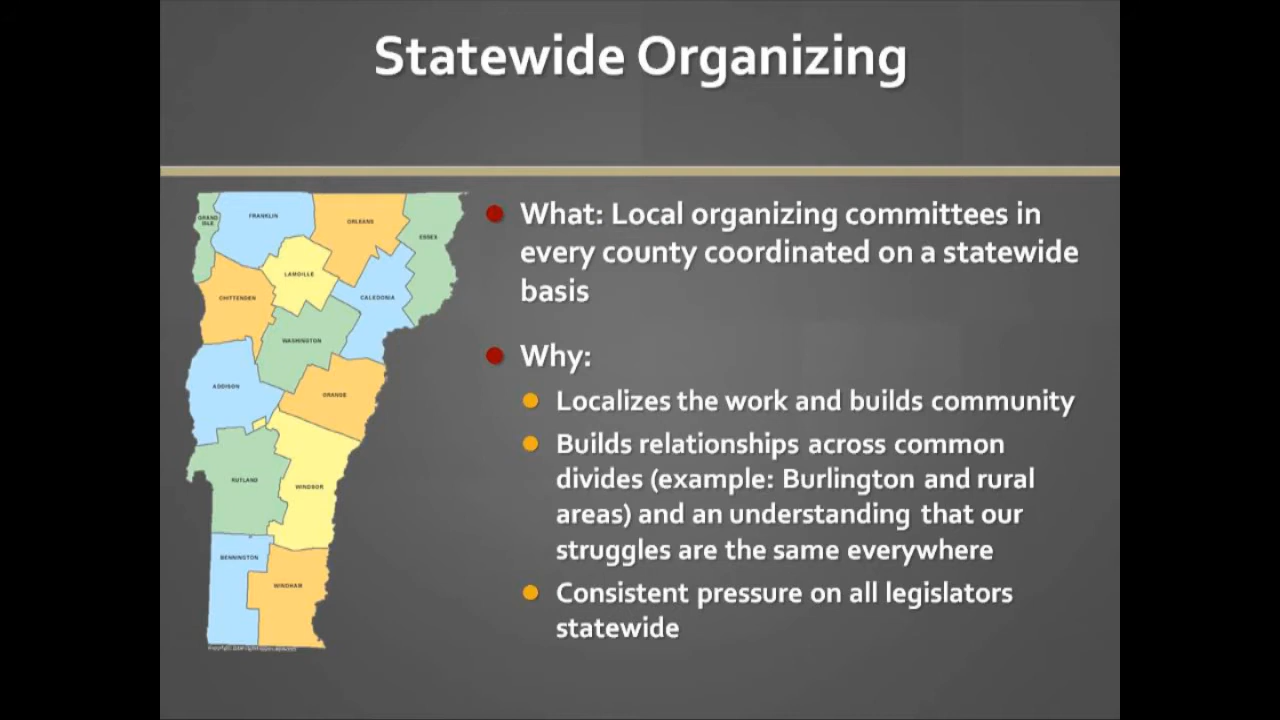 Statewide Organizing
GRAND
ISLE
FRANKLIN
ORLEANS
ESSEX
LAMOILLE
CHITTENDEN
CALEDONIA
WASHINGTON
ADDISON
ORANGE
RUTLAND
WINDSOR
BENNINGTON
WINDHAM
What: Local organizing committees in
every county coordinated on a statewide
basis
Why:
Localizes the work and builds community
Builds relationships across common
divides (example: Burlington and rural
areas) and an understanding that our
struggles are the same everywhere
Consistent pressure on all legislators
statewide